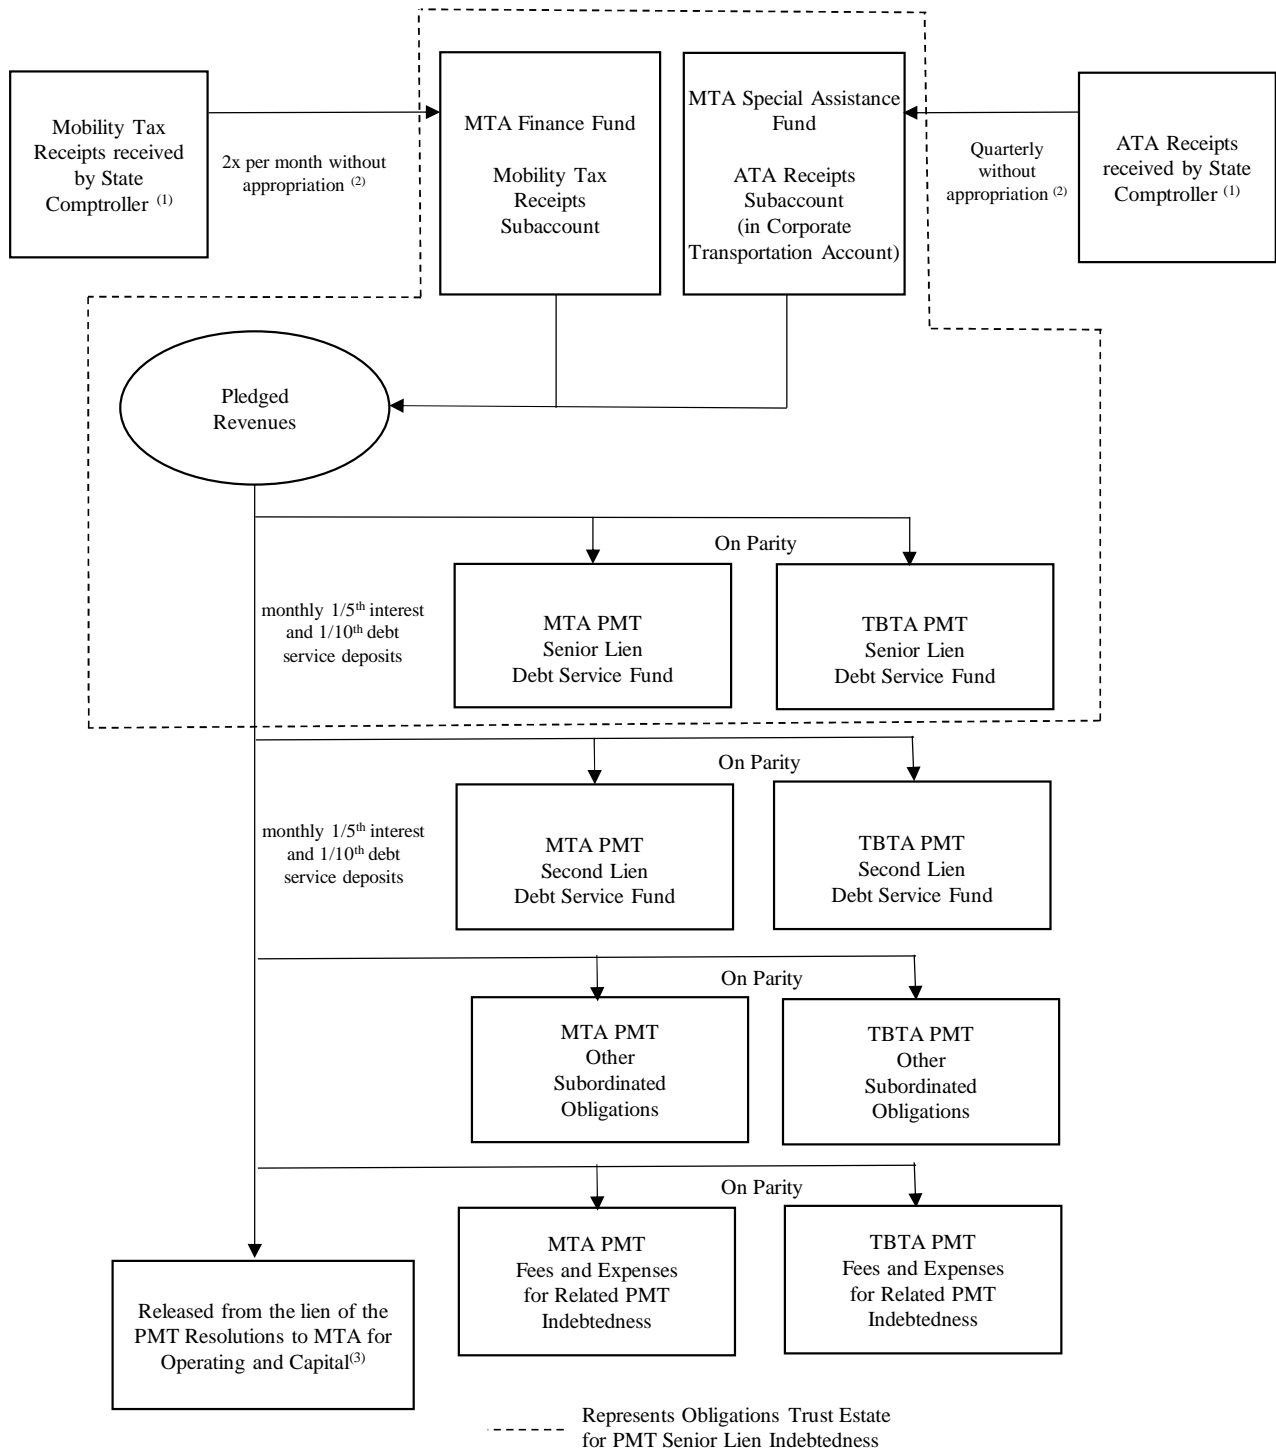 Mobility Tax
Receipts received
by State
Comptroller (1)
2x per month without
appropriation (2)
MTA Finance Fund
Mobility Tax
Receipts
Subaccount
MTA Special Assistance
Fund
ATA Receipts
Subaccount
(in Corporate
Transportation Account)
Quarterly
without
appropriation (2)
ATA Receipts
received by State
Comptroller (1)
Pledged
Revenues
On Parity
monthly 1/5th interest
and 1/10th debt
service deposits
MTA PMT
Senior Lien
Debt Service Fund
TBTA PMT
Senior Lien
Debt Service Fund
On Parity
monthly 1/5th interest
and 1/10th debt
service deposits
MTA PMT
Second Lien
Debt Service Fund
TBTA PMT
Second Lien
Debt Service Fund
On Parity
MTA PMT
Other
Subordinated
Obligations
TBTA PMT
Other
Subordinated
Obligations
On Parity
MTA PMT
Fees and Expenses
for Related PMT
Indebtedness
TBTA PMT
Fees and Expenses
for Related PMT
Indebtedness
Released from the lien of the
PMT Resolutions to MTA for
Operating and Capital(3)
Represents Obligations Trust Estate
for PMT Senior Lien Indebtedness